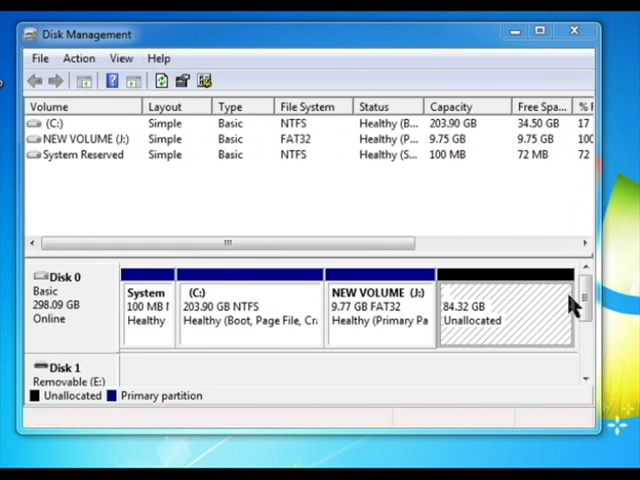 Disk Management
File Action View Help
Volume Layout Type File System Status Capacity Free Spa... % F
(C:) Simple Basic NTFS Healthy (B... 203.90 GB 34.50 GB 17
NEW VOLUME (J:) Simple Basic FAT32 Healthy (P... 9.75 GB 9.75 GB 100
System Reserved Simple Basic NTFS Healthy (S... 100 MB 72 MB 72
Disk 0
Basic
298.09 GB
Online
System
100 MB
Healthy
(C:)
203.90 GB NTFS
Healthy (Boot, Page File, Cra
NEW VOLUME (J:)
9.77 GB FAT32
Healthy (Primary Pa
84.32 GB
Unallocated
Disk 1
Removable (E:)
Unallocated Primary partition